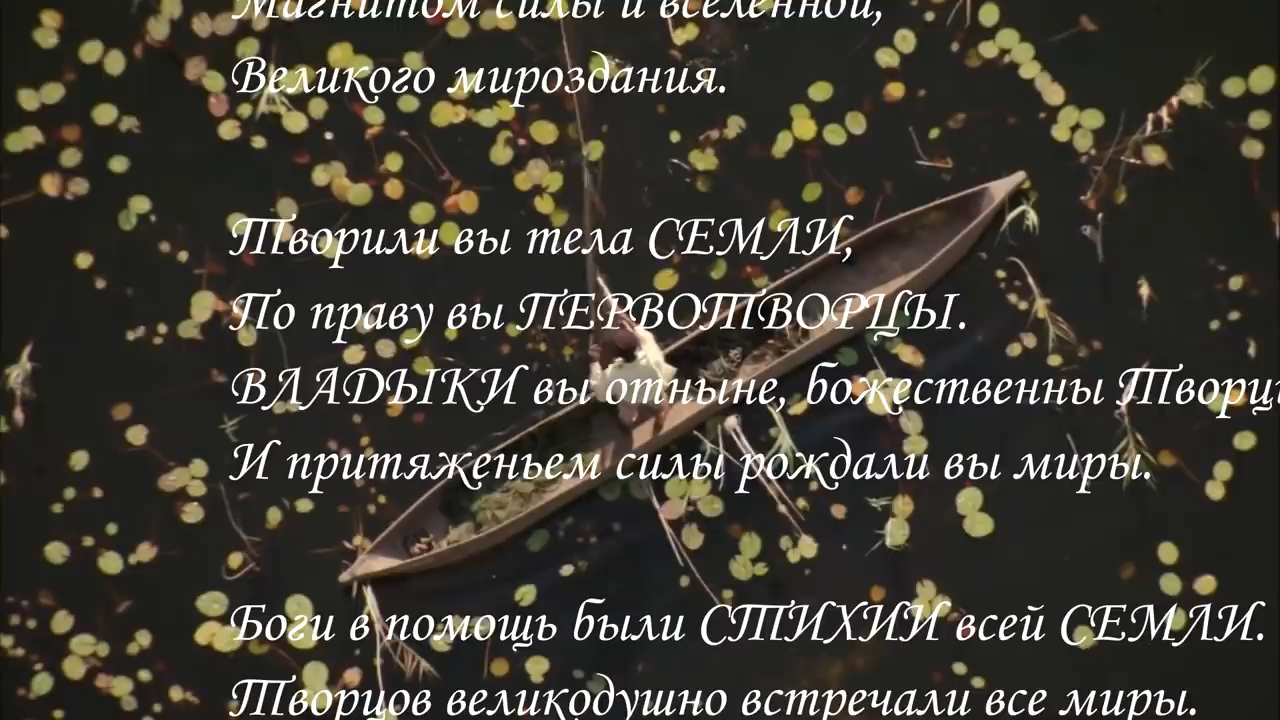 Магнитом силы и вселенной,
Великого мироздания.
Творили вы тела СЕМЛИ,
По праву вы ПЕРВОТВОРЦЫ.
ВЛАДЫКИ вы отныне, божественны Творцы
И притяженьем силы рождали вы миры.
Боги в помощь были СТИХИИ всей СЕМЛИ.
Творцов великодушно встречали все миры.